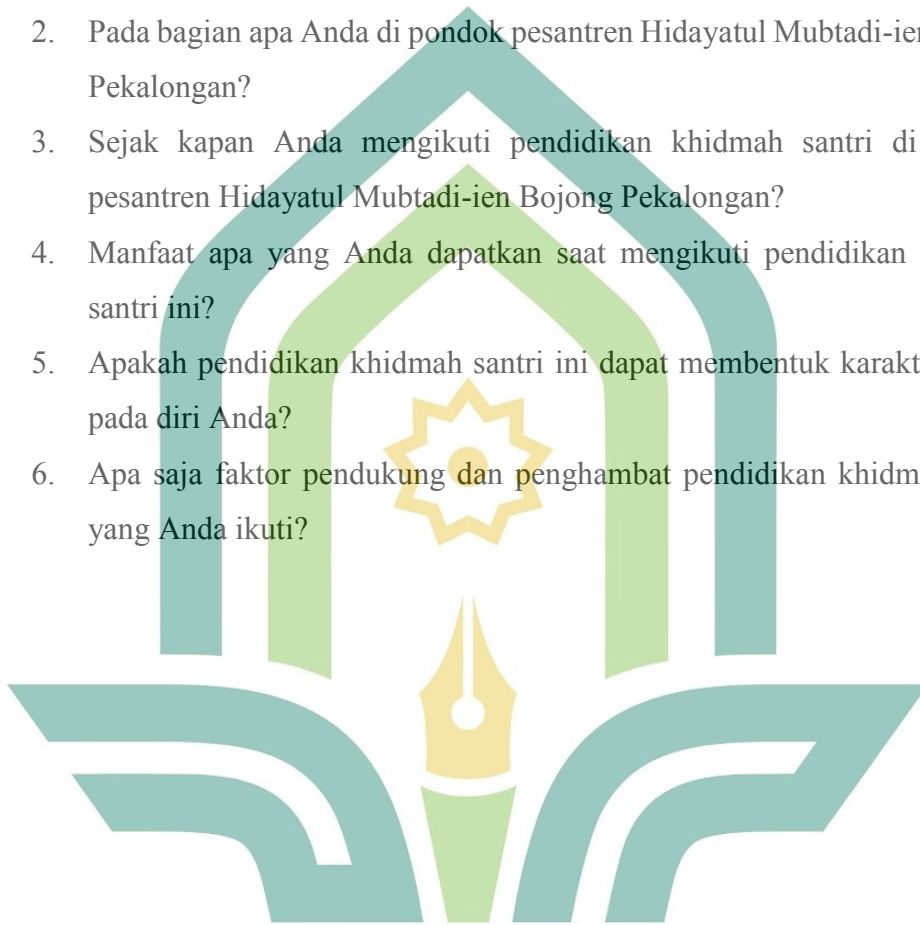 2. Pada bagian apa Anda di pondok pesantren Hidayatul Mubtadi-ien
Pekalongan?
3. Sejak kapan Anda mengikuti pendidikan khidmah santri di
pesantren Hidayatul Mubtadi-ien Bojong Pekalongan?
4. Manfaat apa yang Anda dapatkan saat mengikuti pendidikan
santri ini?
5. Apakah pendidikan khidmah santri ini dapat membentuk karakt
pada diri Anda?
6. Apa saja faktor pendukung dan penghambat pendidikan khidm
yang Anda ikuti?